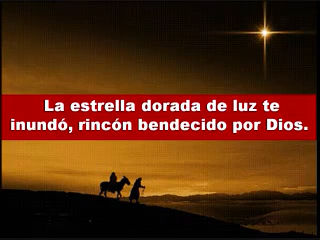 La estrella dorada de luz te
inundó, rincón bendecido por Dios.